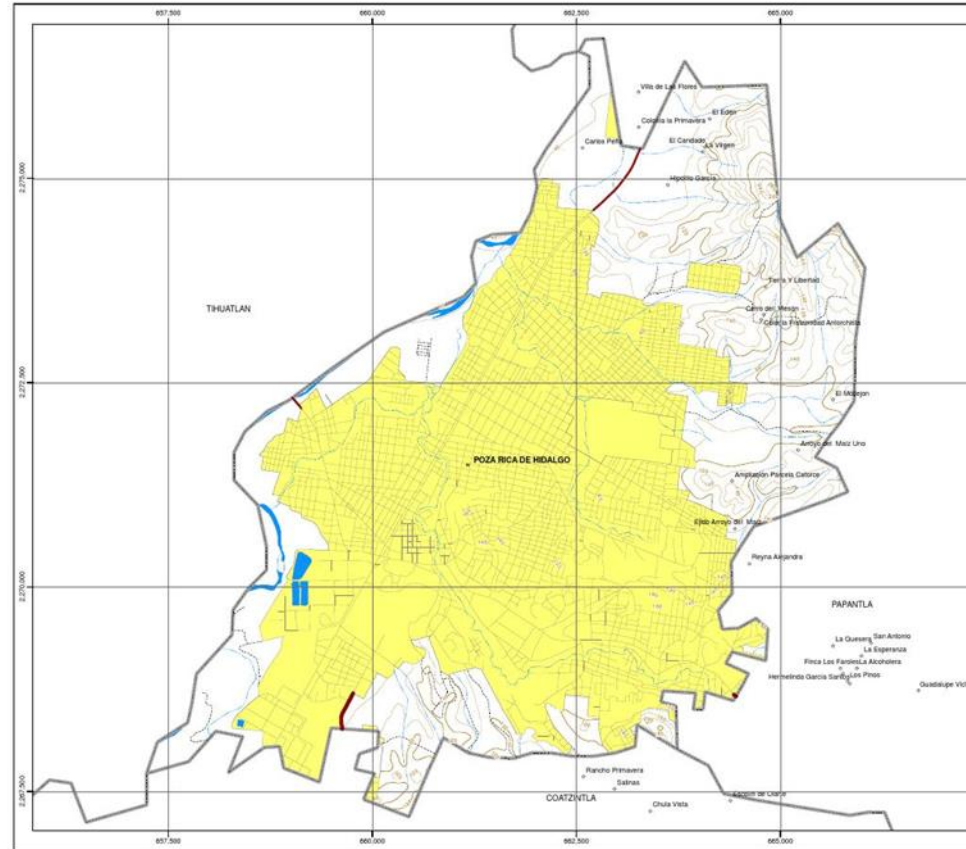 657.500 660.000 662.500 665.000
Villa de Las Flores
El Edén
Colonia la Primavera
El Candado
La Virgen
Carlos Peña
2.275.000
Hipólito García
Tierra Y Libertad
TIHUATLAN
Cerro del Mesón
Colonia Fraternidad Antorchista
2.272.500
El Mollejon
Arroyo del Maíz Uno
POZA RICA DE HIDALGO
Ampliación Parcela Catorce
Ejido Arroyo del Maíz
Reyna Alejandra
2.270.000
PAPANTLA
San Antonio
La Quesera
La Esperanza
Finca Los Faroles
La Alcoholera
Hermelinda García Santos
Los Pinos
Guadalupe Vict
Rancho Primavera
Salinas
2.267.500
COATZINTLA
Chula Vista
657.500 660.000 662.500 665.000